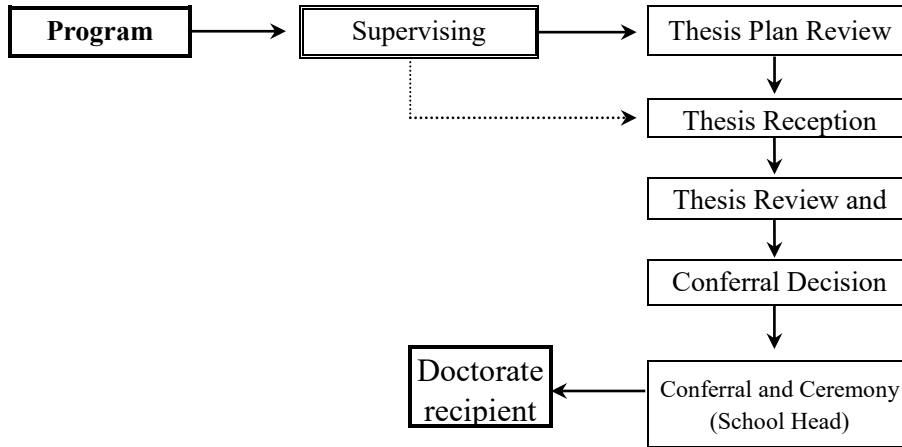 Program
Supervising
Thesis Plan Review
Thesis Reception
Thesis Review and
Conferral Decision
Conferral and Ceremony
(School Head)
Doctorate
recipient